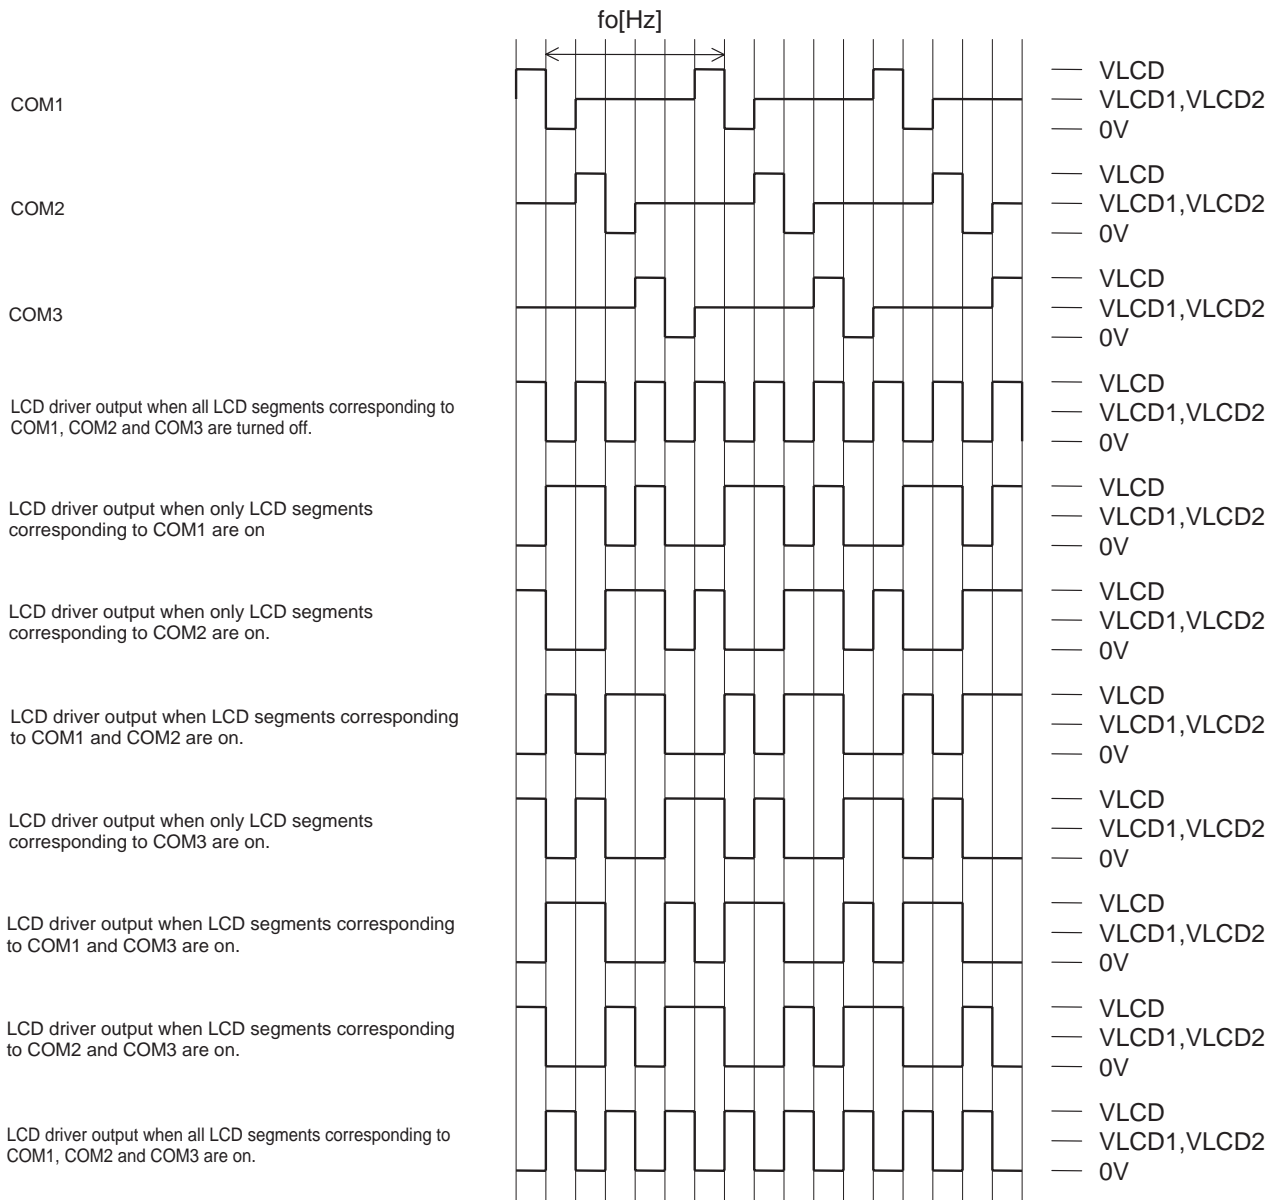 fo[Hz]
COM1
VLCD
VLCD1,VLCD2
0V
COM2
VLCD
VLCD1,VLCD2
0V
COM3
VLCD
VLCD1,VLCD2
0V
LCD driver output when all LCD segments corresponding to
COM1, COM2 and COM3 are turned off.
VLCD
VLCD1,VLCD2
0V
LCD driver output when only LCD segments
corresponding to COM1 are on
VLCD
VLCD1,VLCD2
0V
LCD driver output when only LCD segments
corresponding to COM2 are on.
VLCD
VLCD1,VLCD2
0V
LCD driver output when LCD segments corresponding
to COM1 and COM2 are on.
VLCD
VLCD1,VLCD2
0V
LCD driver output when only LCD segments
corresponding to COM3 are on.
VLCD
VLCD1,VLCD2
0V
LCD driver output when LCD segments corresponding
to COM1 and COM3 are on.
VLCD
VLCD1,VLCD2
0V
LCD driver output when LCD segments corresponding
to COM2 and COM3 are on.
VLCD
VLCD1,VLCD2
0V
LCD driver output when all LCD segments corresponding to
COM1, COM2 and COM3 are on.
VLCD
VLCD1,VLCD2
0V